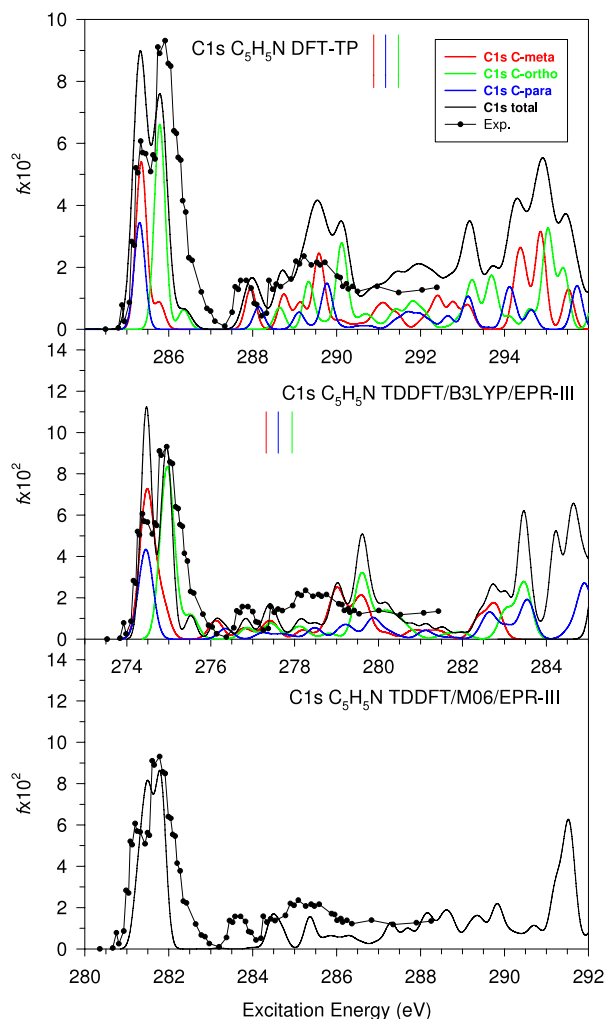 10
8
6
4
2
0
C1s C₅H₅N DFT-TP
C1s C-meta
C1s C-ortho
C1s C-para
C1s total
Exp.
fx10²
286 288 290 292 294
14
12
10
8
6
4
2
0
C1s C₅H₅N TDDFT/B3LYP/EPR-III
fx10²
274 276 278 280 282 284
14
12
10
8
6
4
2
0
C1s C₅H₅N TDDFT/M06/EPR-III
fx10²
280 282 284 286 288 290 292
Excitation Energy (eV)